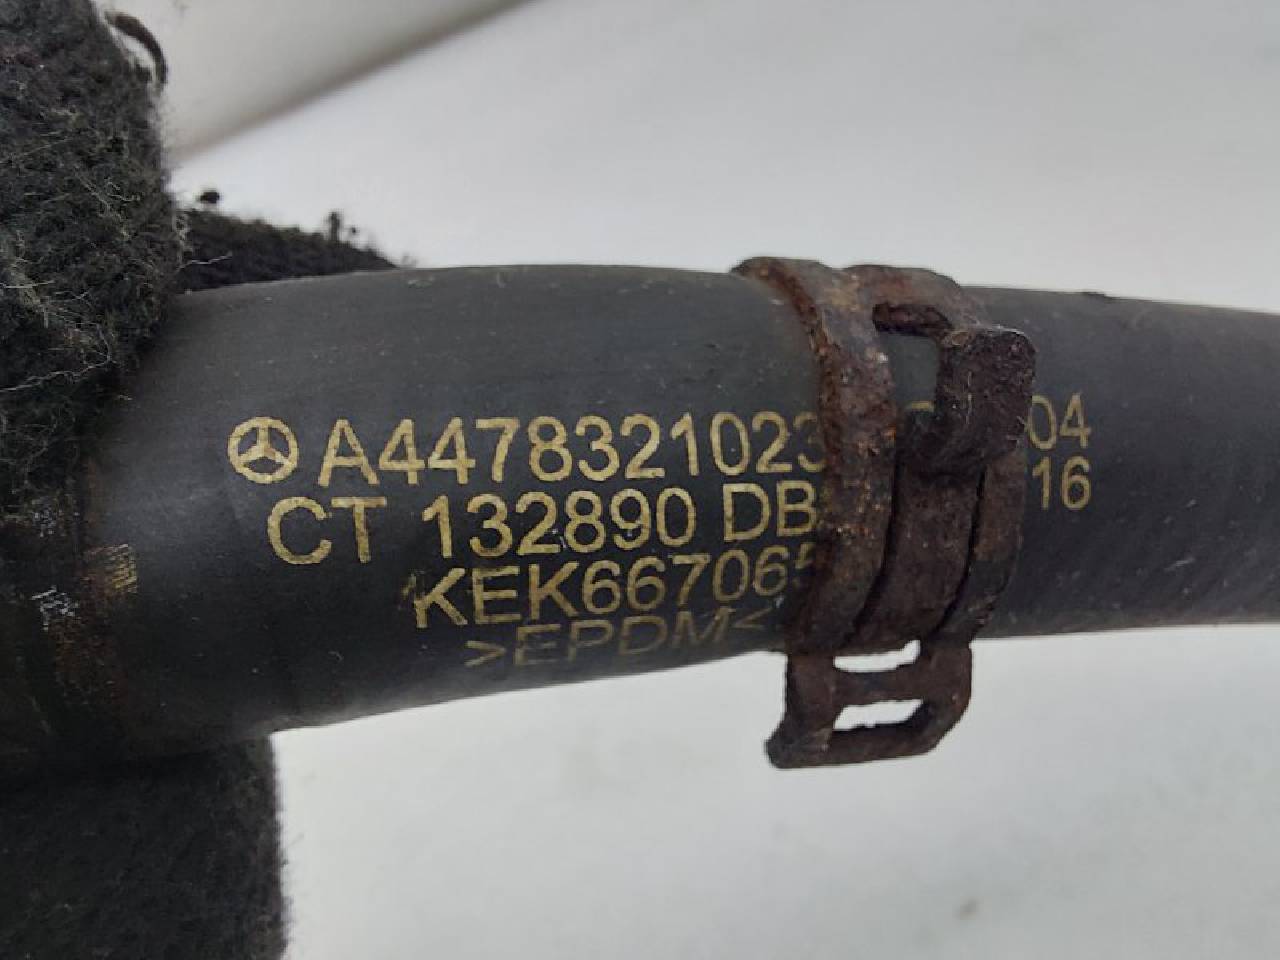 A4478321023 04
CT 132890 DB 16
KEK667065
>EPDM<